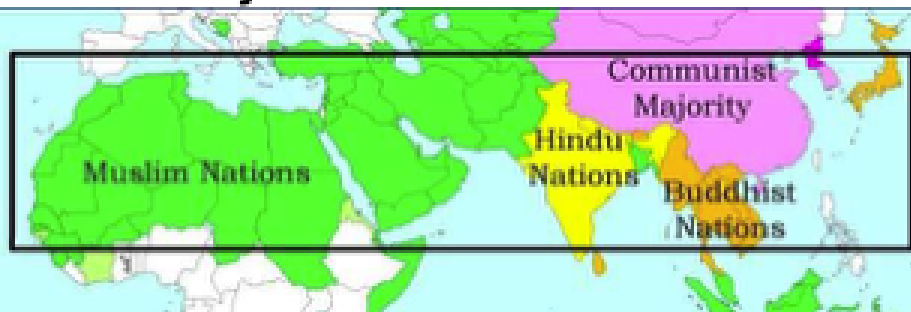 Communist
Majority
Hindu
Nations
Muslim Nations
Buddhist
Nations